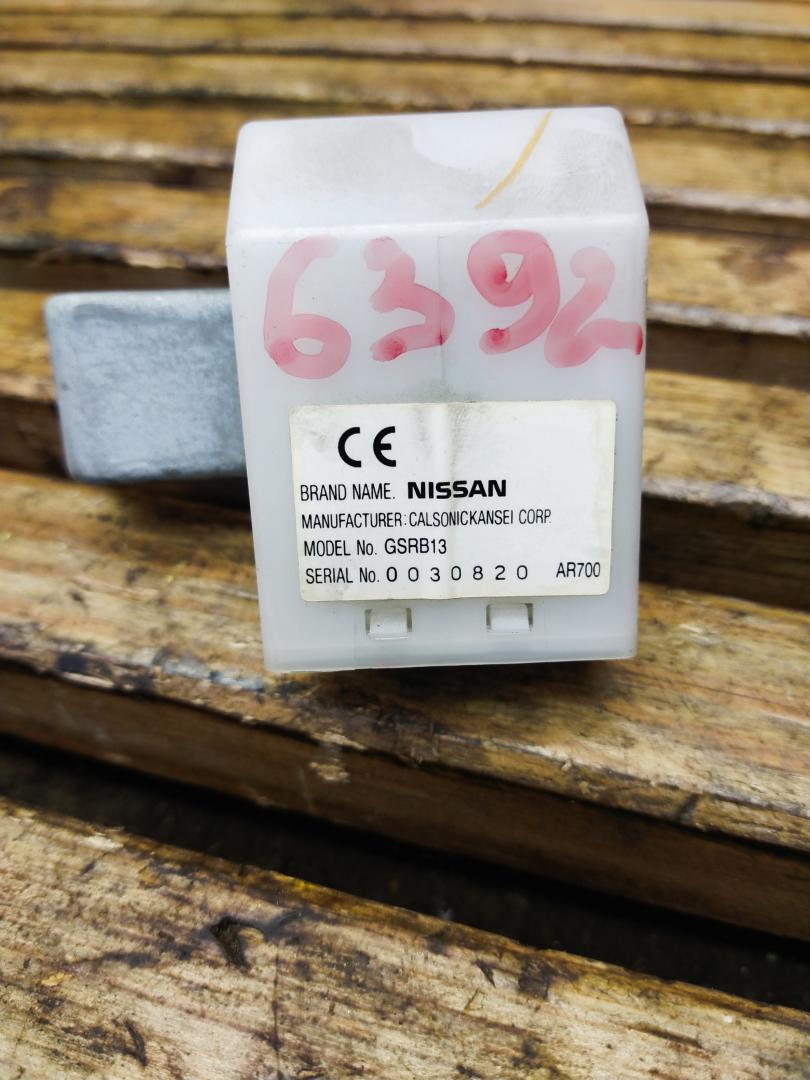 6392
CE
BRAND NAME. NISSAN
MANUFACTURER: CALSONICKANSEI CORP.
MODEL No. GSRB13
SERIAL No. 0030820 AR700